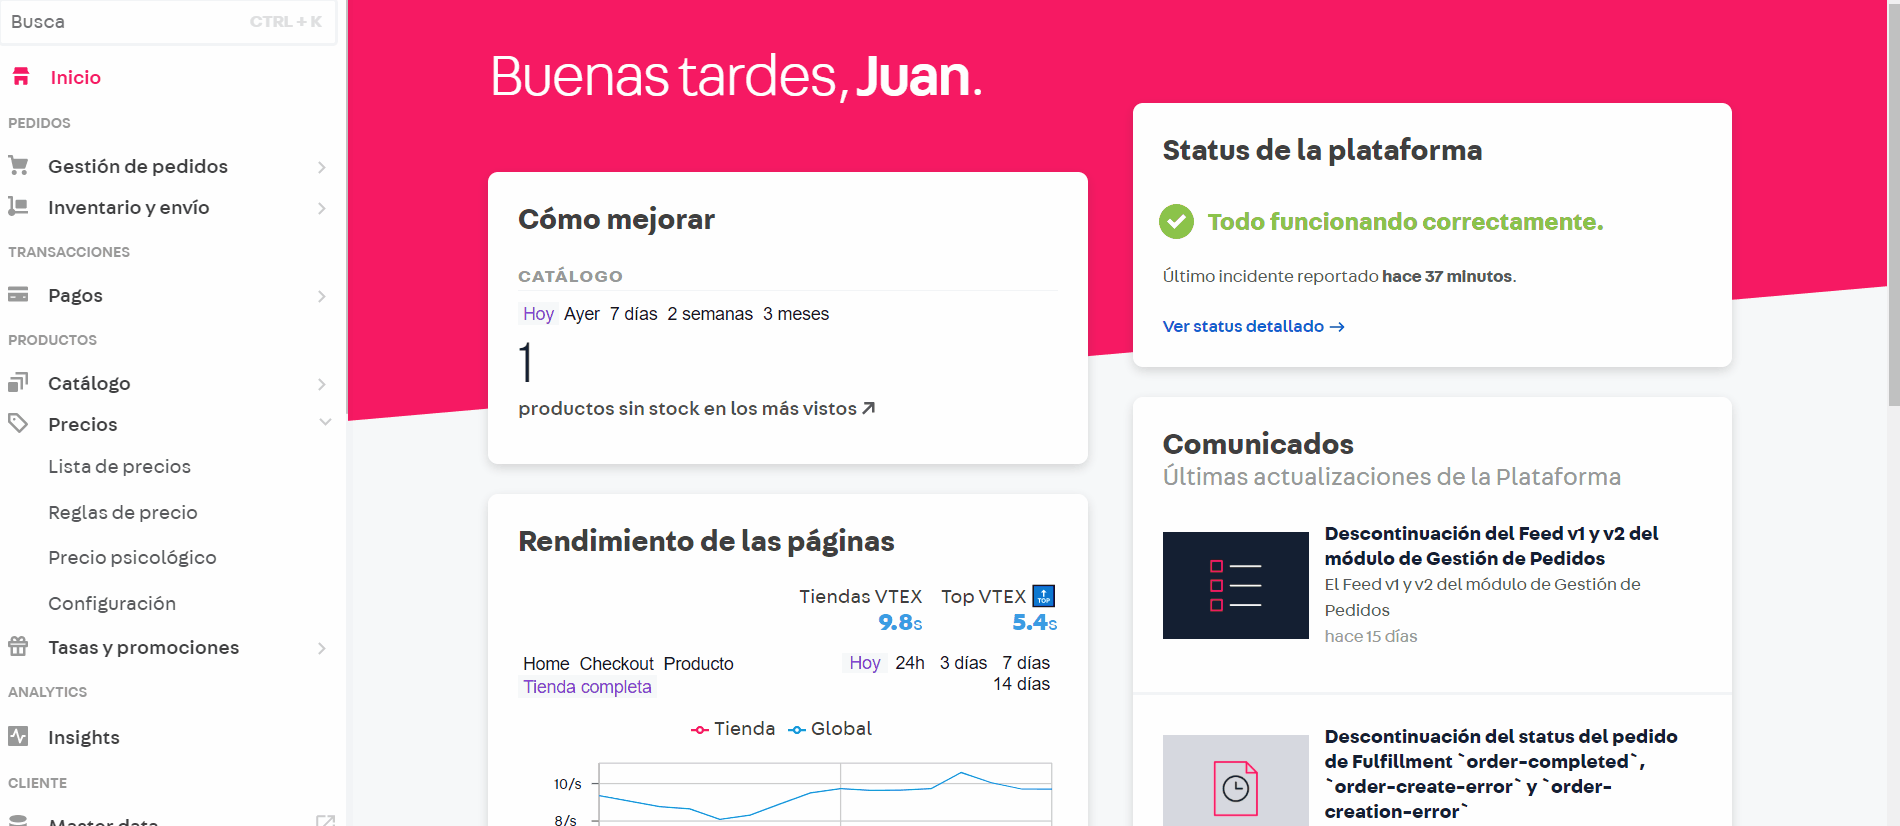 Busca CTRL + K
Inicio
PEDIDOS
Gestión de pedidos
Inventario y envío
TRANSACCIONES
Pagos
PRODUCTOS
Catálogo
Precios
Lista de precios
Reglas de precio
Precio psicológico
Configuración
Tasas y promociones
ANALYTICS
Insights
CLIENTE
Master data
Buenas tardes, Juan.
Cómo mejorar
CATÁLOGO
Hoy Ayer 7 días 2 semanas 3 meses
1
productos sin stock en los más vistos
Rendimiento de las páginas
Tiendas VTEX Top VTEX TOP
9.8s 5.4s
Home Checkout Producto
Tienda completa
Hoy 24h 3 días 7 días
14 días
Tienda Global
10/s
8/s
Status de la plataforma
Todo funcionando correctamente.
Último incidente reportado hace 37 minutos.
Ver status detallado →
Comunicados
Últimas actualizaciones de la Plataforma
Descontinuación del Feed v1 y v2 del
módulo de Gestión de Pedidos
El Feed v1 y v2 del módulo de Gestión de
Pedidos
hace 15 días
Descontinuación del status del pedido
de Fulfillment `order-completed`,
`order-create-error` y `order-
creation-error`